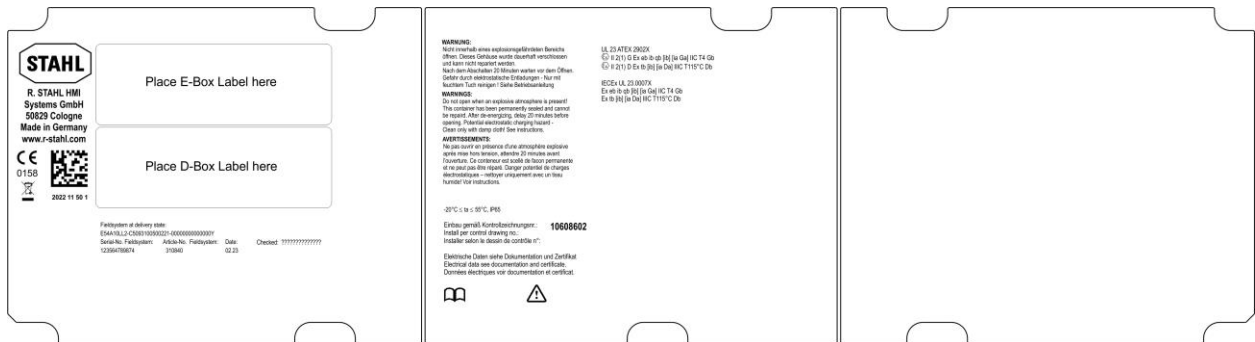 STAHL
R. STAHL HMI
Systems GmbH
50829 Cologne
Made in Germany
www.r-stahl.com
CE
0158
2022 11 50 1
Place E-Box Label here
Place D-Box Label here
Fieldsystem at delivery state:
Serial-No. Fieldsystem: Article-No. Fieldsystem: Date: Checked: ??????????????
310840 02.23
WARNUNG:
Nicht innerhalb eines explosionsgefährdeten Bereichs
öffnen. Dieses Gehäuse wurde dauerhaft verschlossen
und kann nicht repariert werden.
Nach dem Abschalten 20 Minuten warten vor dem Öffnen.
Gefahr durch elektrostatische Entladungen - Nur mit
feuchtem Tuch reinigen ! Siehe Betriebsanleitung
WARNINGS:
Do not open when an explosive atmosphere is present!
This container has been permanently sealed and cannot
be repaird. After de-energizing, delay 20 minutes before
opening. Potential electrostatic charging hazard -
Clean only with damp cloth! See instructions.
AVERTISSEMENTS:
Ne pas ouvrir en présence d'une atmosphère explosive
après mise hors tension, attendre 20 minutes avant
l'ouverture. Ce conteneur est scellé de facon permanente
et ne peut pas être réparé. Danger potentiel de charges
électrostatiques – nettoyer uniquement avec un tissu
humide! Voir instructions.
-20°C ≤ ta ≤ 55°C, IP65
Einbau gemäß Kontrollzeichnungsnr.: 10608602
Install per control drawing no.:
Installer selon le dessin de contrôle n°:
Elektrische Daten siehe Dokumentation und Zertifikat
Electrical data see documentation and certificate.
Données électriques voir documentation et certificat.
UL 23 ATEX 2902X
II 2(1) G Ex eb ib qb [ib] [ia Ga] IIC T4 Gb
II 2(1) D Ex tb [ib] [ia Da] IIIC T115°C Db
IECEx UL 23.0007X
Ex eb ib qb [ib] [ia Ga] IIC T4 Gb
Ex tb [ib] [ia Da] IIIC T115°C Db